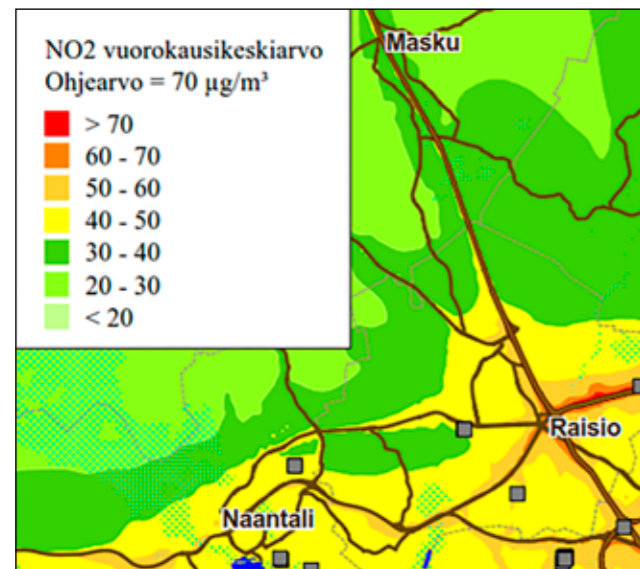 NO2 vuorokausikeskiarvo
Ohjearvo = 70 µg/m³
> 70
60 - 70
50 - 60
40 - 50
30 - 40
20 - 30
< 20
Masku
Raisio
Naantali